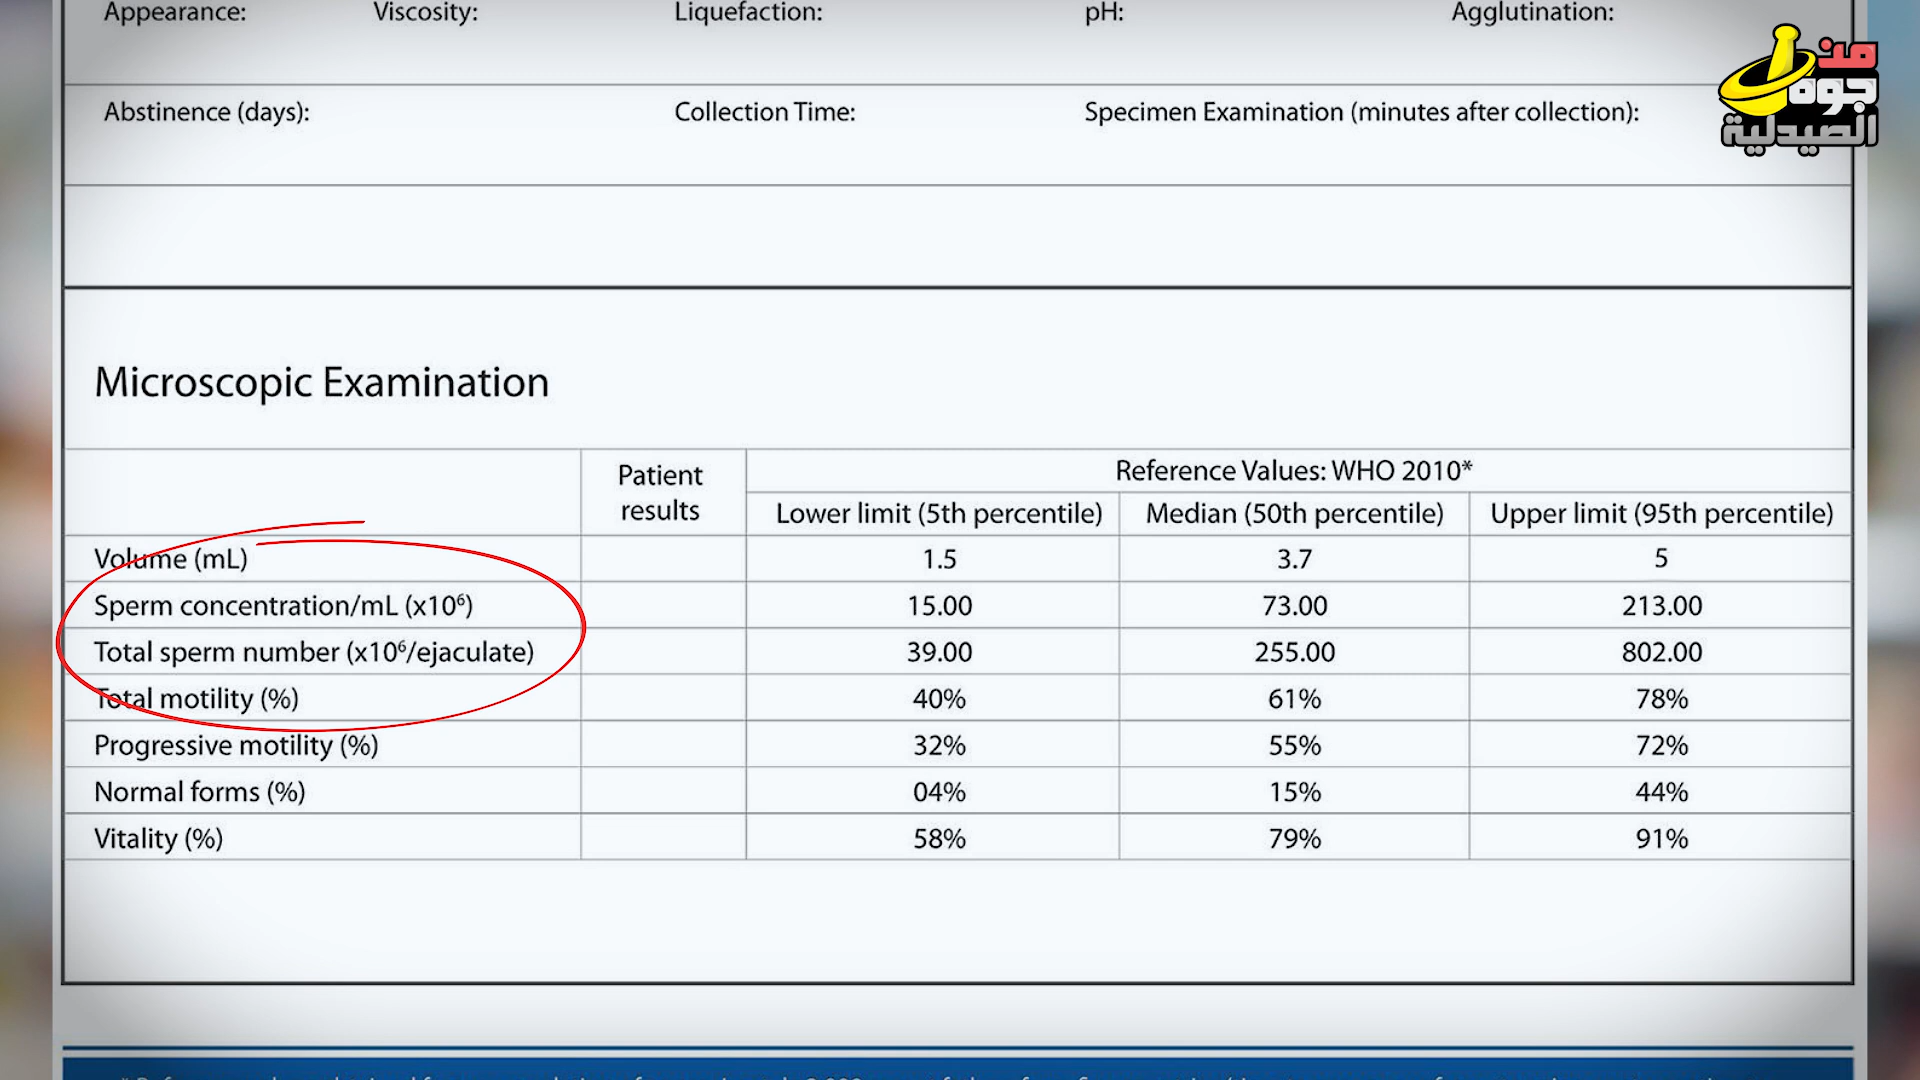 Appearance: Viscosity: Liquefaction: pH: Agglutination:
من
جوه
الصيدلية
Abstinence (days): Collection Time: Specimen Examination (minutes after collection):
Microscopic Examination
Patient results
Reference Values: WHO 2010*
Lower limit (5th percentile) Median (50th percentile) Upper limit (95th percentile)
Volume (mL) 1.5 3.7 5
Sperm concentration/mL (x10⁶) 15.00 73.00 213.00
Total sperm number (x10⁶/ejaculate) 39.00 255.00 802.00
Total motility (%) 40% 61% 78%
Progressive motility (%) 32% 55% 72%
Normal forms (%) 04% 15% 44%
Vitality (%) 58% 79% 91%